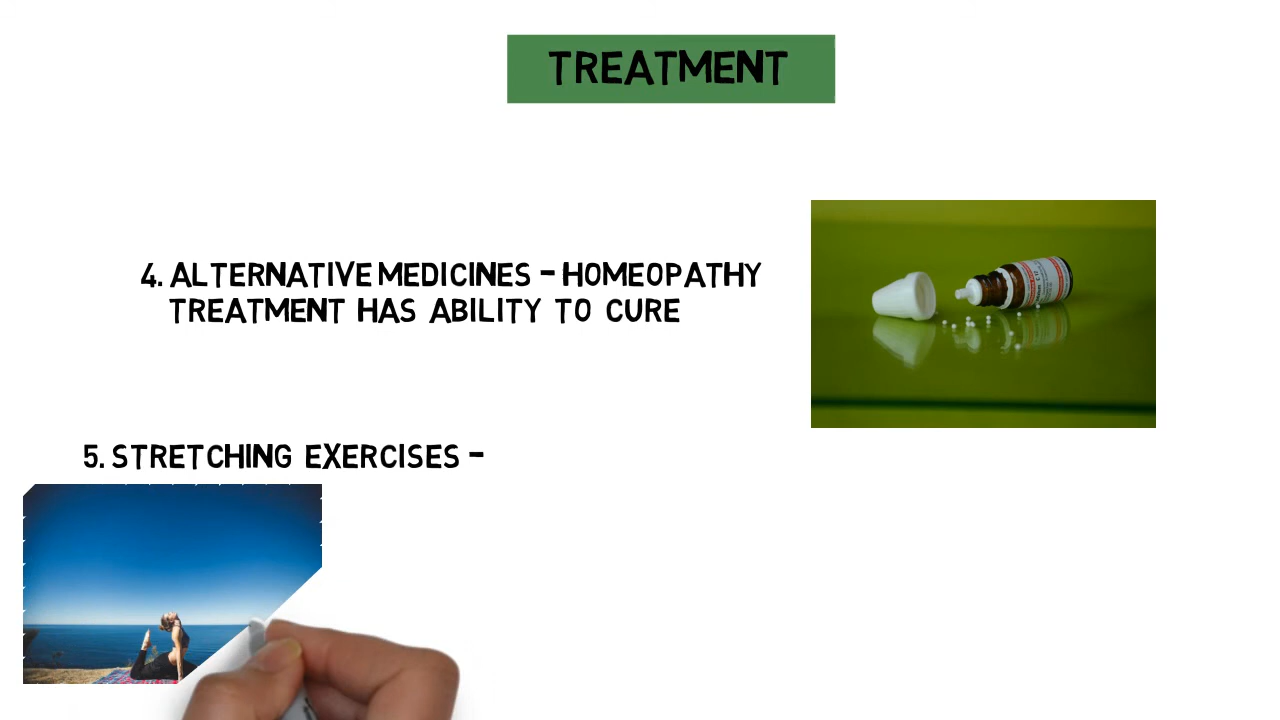 TREATMENT
4. ALTERNATIVE MEDICINES - HOMEOPATHY
TREATMENT HAS ABILITY TO CURE
5. STRETCHING EXERCISES -